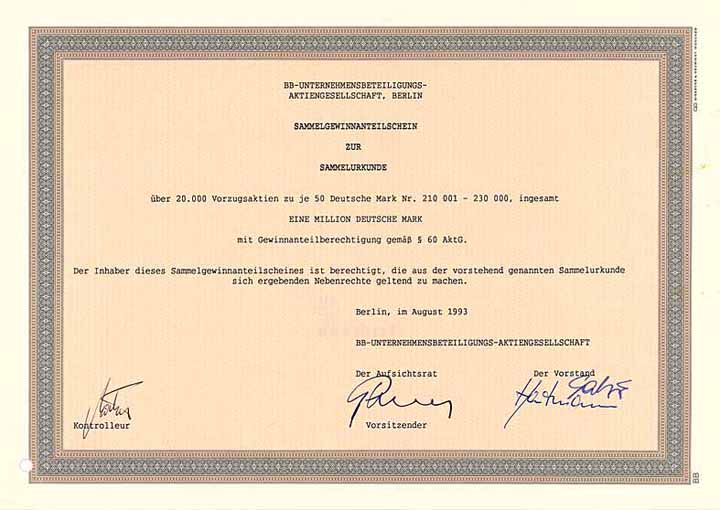 BB-UNTERNEHMENSBETEILIGUNGS-
AKTIENGESELLSCHAFT, BERLIN
SAMMELGEWINNANTEILSCHEIN
ZUR
SAMMELURKUNDE
über 20.000 Vorzugsaktien zu je 50 Deutsche Mark Nr. 210 001 - 230 000, insgesamt
EINE MILLION DEUTSCHE MARK
mit Gewinnanteilberechtigung gemäß § 60 AktG.
Der Inhaber dieses Sammelgewinnanteilscheines ist berechtigt, die aus der vorstehend genannten Sammelurkunde
sich ergebenden Nebenrechte geltend zu machen.
Berlin, im August 1993
BB-UNTERNEHMENSBETEILIGUNGS-AKTIENGESELLSCHAFT
Der Aufsichtsrat Der Vorstand
Hartmann
Kontrolleur Vorsitzender
BB